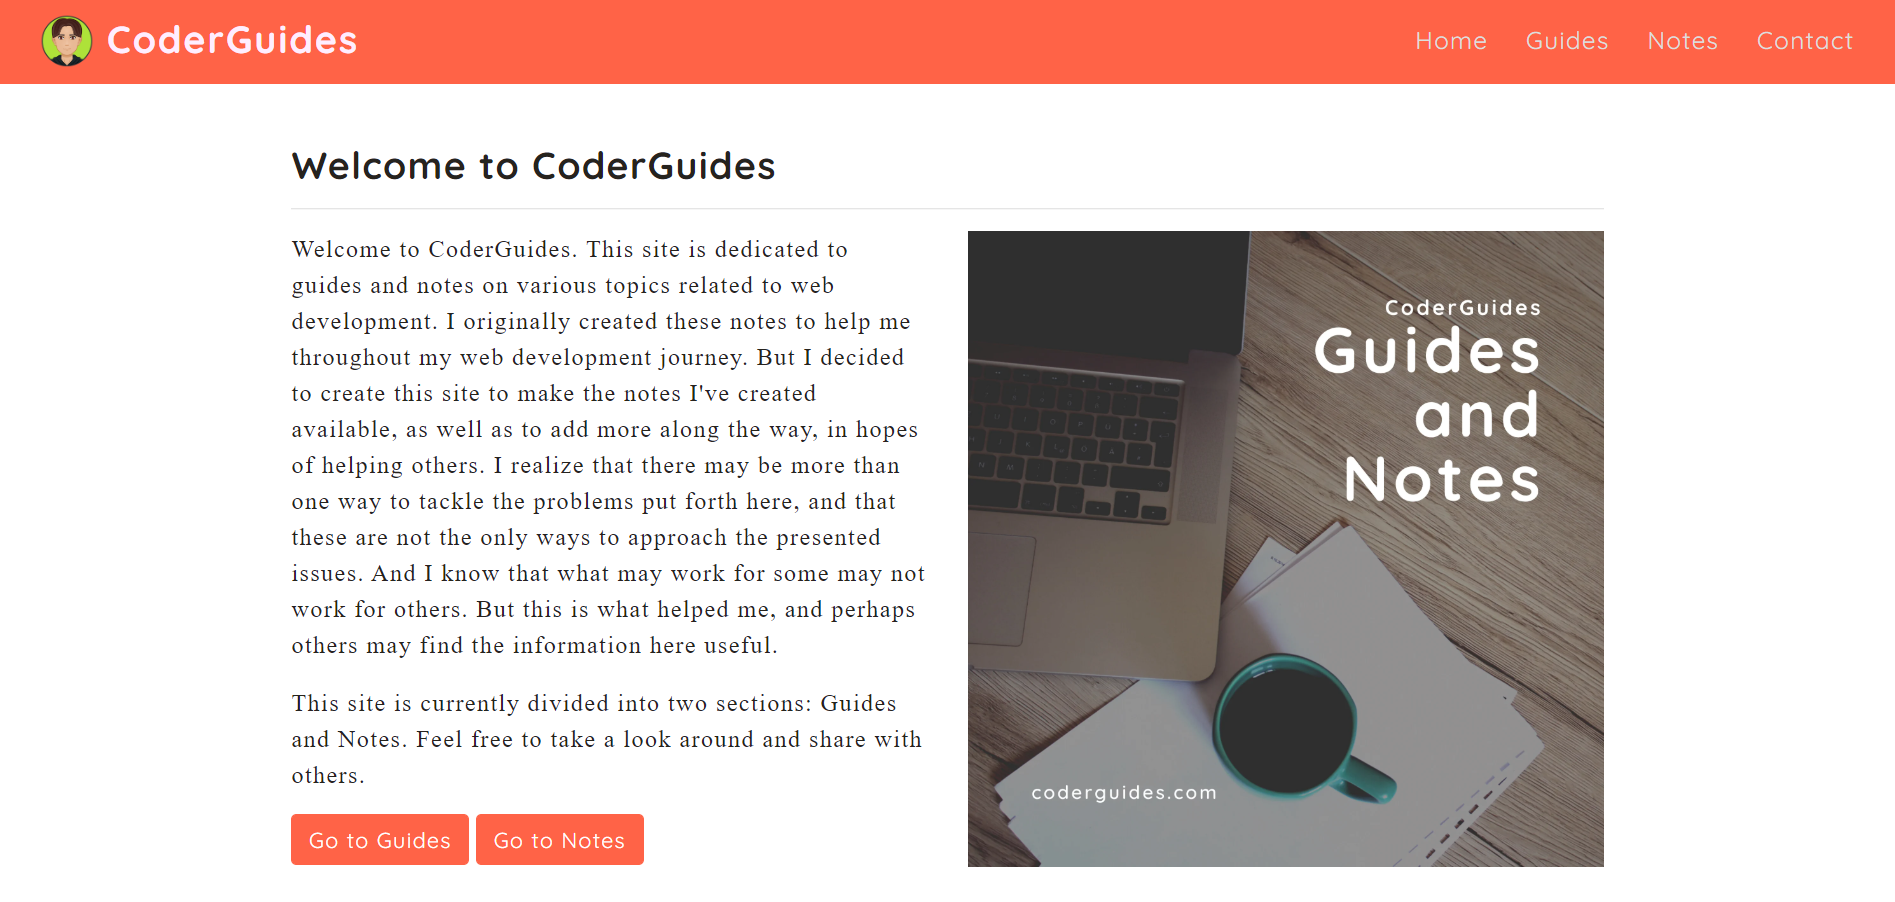 CoderGuides
Home Guides Notes Contact
Welcome to CoderGuides
Welcome to CoderGuides. This site is dedicated to
guides and notes on various topics related to web
development. I originally created these notes to help me
throughout my web development journey. But I decided
to create this site to make the notes I've created
available, as well as to add more along the way, in hopes
of helping others. I realize that there may be more than
one way to tackle the problems put forth here, and that
these are not the only ways to approach the presented
issues. And I know that what may work for some may not
work for others. But this is what helped me, and perhaps
others may find the information here useful.
This site is currently divided into two sections: Guides
and Notes. Feel free to take a look around and share with
others.
Go to Guides
Go to Notes
CoderGuides
Guides
and
Notes
coderguides.com